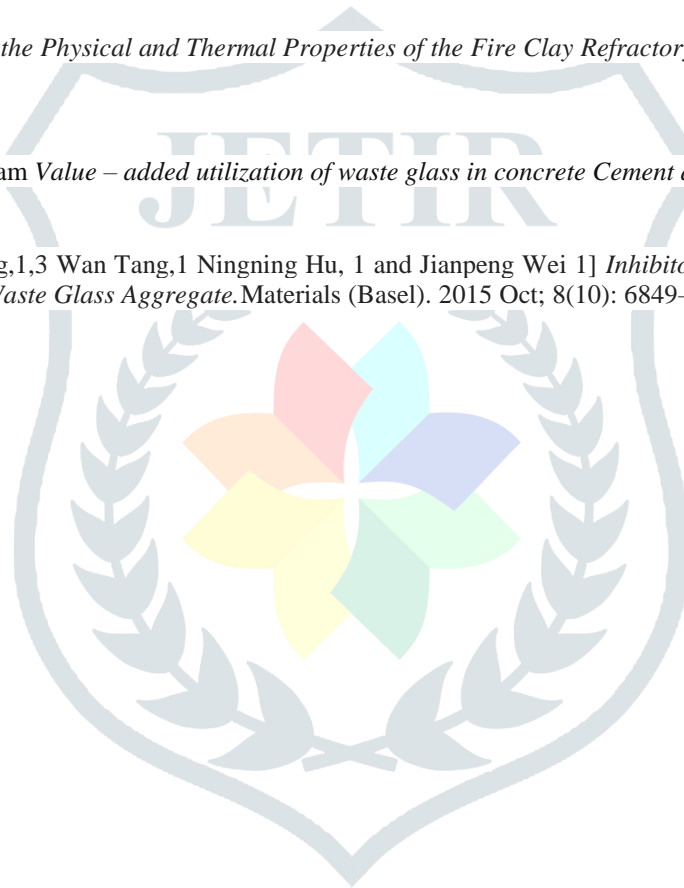 the Physical and Thermal Properties of the Fire Clay Refractory
JETIR
am Value – added utilization of waste glass in concrete Cement
g,1,3 Wan Tang,1 Ningning Hu, 1 and Jianpeng Wei 1] Inhibito
Waste Glass Aggregate. Materials (Basel). 2015 Oct; 8(10): 6849–